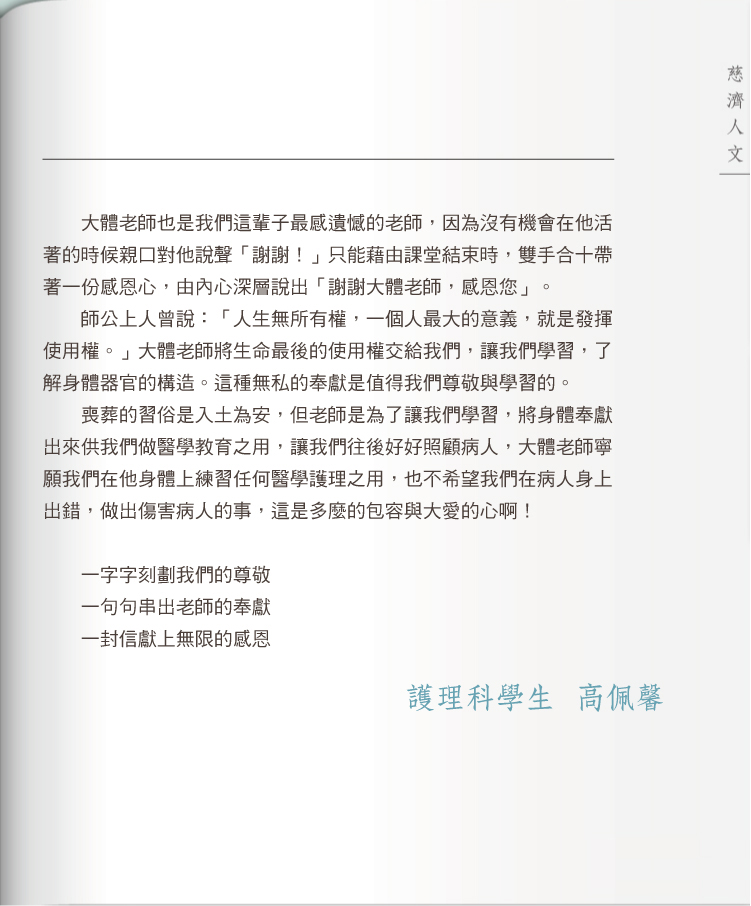 慈濟人文
大體老師也是我們這輩子最感遺憾的老師，因為沒有機會在他活
著的時候親口對他說聲「謝謝！」只能藉由課堂結束時，雙手合十帶
著一份感恩心，由內心深層說出「謝謝大體老師，感恩您」。
師公上人曾說：「人生無所有權，一個人最大的意義，就是發揮
使用權。」大體老師將生命最後的使用權交給我們，讓我們學習，了
解身體器官的構造。這種無私的奉獻是值得我們尊敬與學習的。
喪葬的習俗是入土為安，但老師是為了讓我們學習，將身體奉獻
出來供我們做醫學教育之用，讓我們往後好好照顧病人，大體老師寧
願我們在他身體上練習任何醫學護理之用，也不希望我們在病人身上
出錯，做出傷害病人的事，這是多麼的包容與大愛的心啊！
一字字刻劃我們的尊敬
一句句串出老師的奉獻
一封信獻上無限的感恩
護理科學生 高佩馨